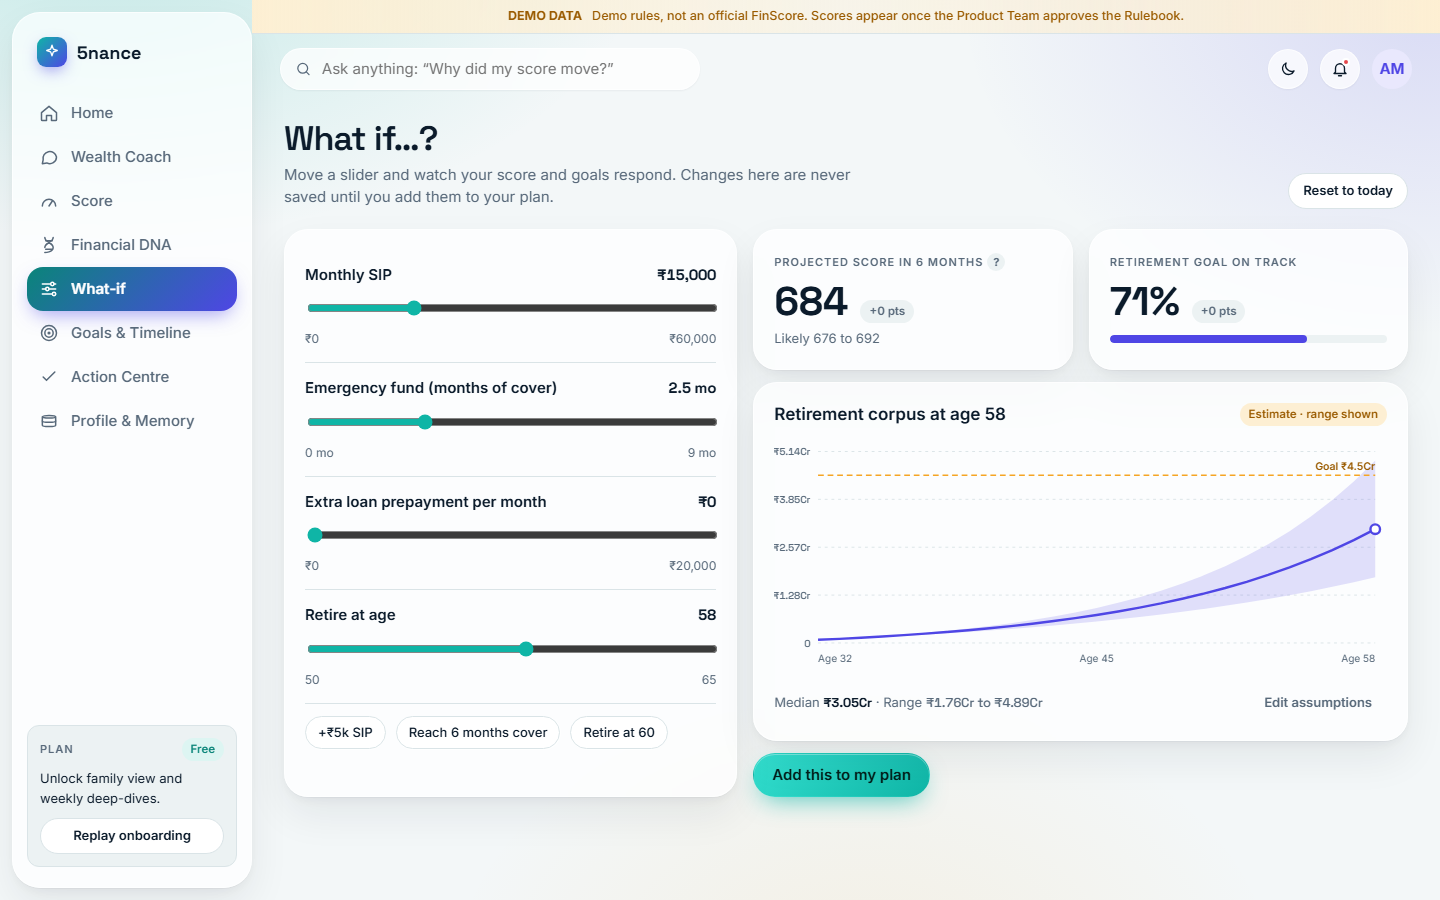 DEMO DATA Demo rules, not an official FinScore. Scores appear once the Product Team approves the Rulebook.
5nance
Ask anything: “Why did my score move?”
AM
Home
Wealth Coach
Score
Financial DNA
What-if
Goals & Timeline
Action Centre
Profile & Memory
PLAN
Free
Unlock family view and
weekly deep-dives.
Replay onboarding
What if...?
Move a slider and watch your score and goals respond. Changes here are never
saved until you add them to your plan.
Reset to today
Monthly SIP
₹15,000
₹0
₹60,000
Emergency fund (months of cover)
2.5 mo
0 mo
9 mo
Extra loan prepayment per month
₹0
₹0
₹20,000
Retire at age
58
50
65
+₹5k SIP
Reach 6 months cover
Retire at 60
PROJECTED SCORE IN 6 MONTHS ?
684
+0 pts
Likely 676 to 692
RETIREMENT GOAL ON TRACK
71%
+0 pts
Retirement corpus at age 58
Estimate · range shown
₹5.14Cr
Goal ₹4.5Cr
₹3.85Cr
₹2.57Cr
₹1.28Cr
0
Age 32
Age 45
Age 58
Median ₹3.05Cr · Range ₹1.76Cr to ₹4.89Cr
Edit assumptions
Add this to my plan